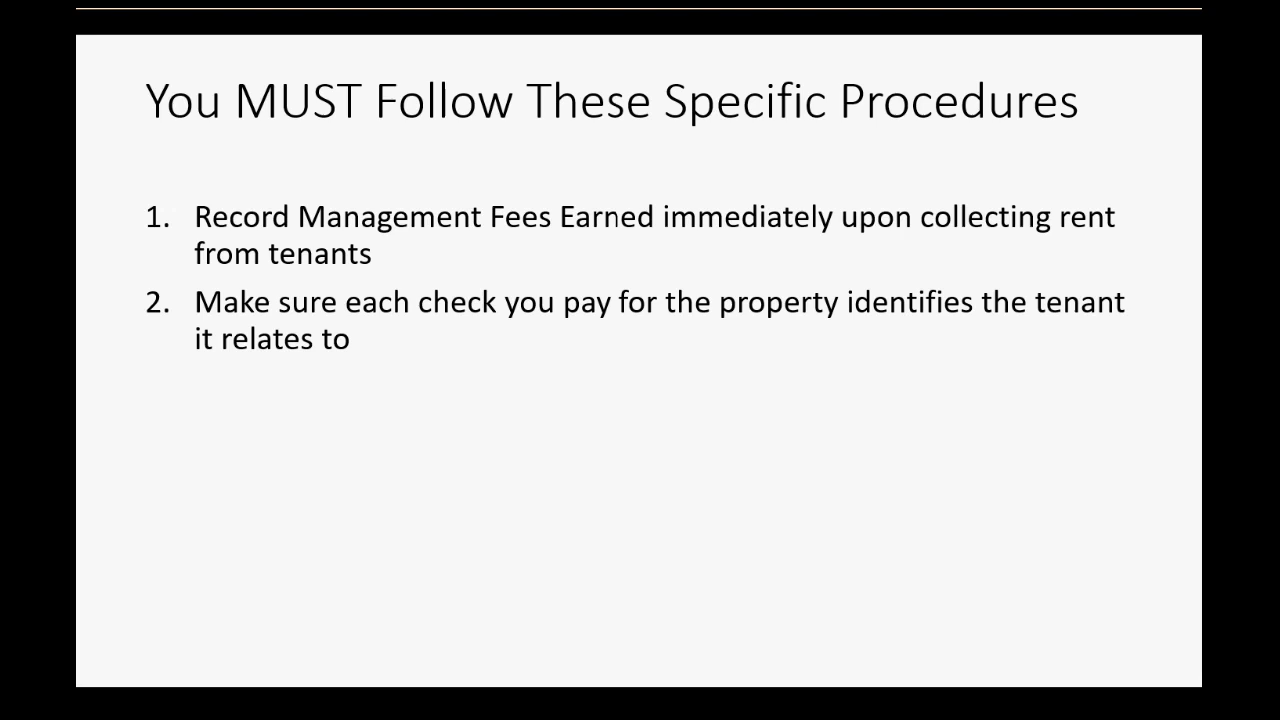 You MUST Follow These Specific Procedures
1. Record Management Fees Earned immediately upon collecting rent
from tenants
2. Make sure each check you pay for the property identifies the tenant
it relates to